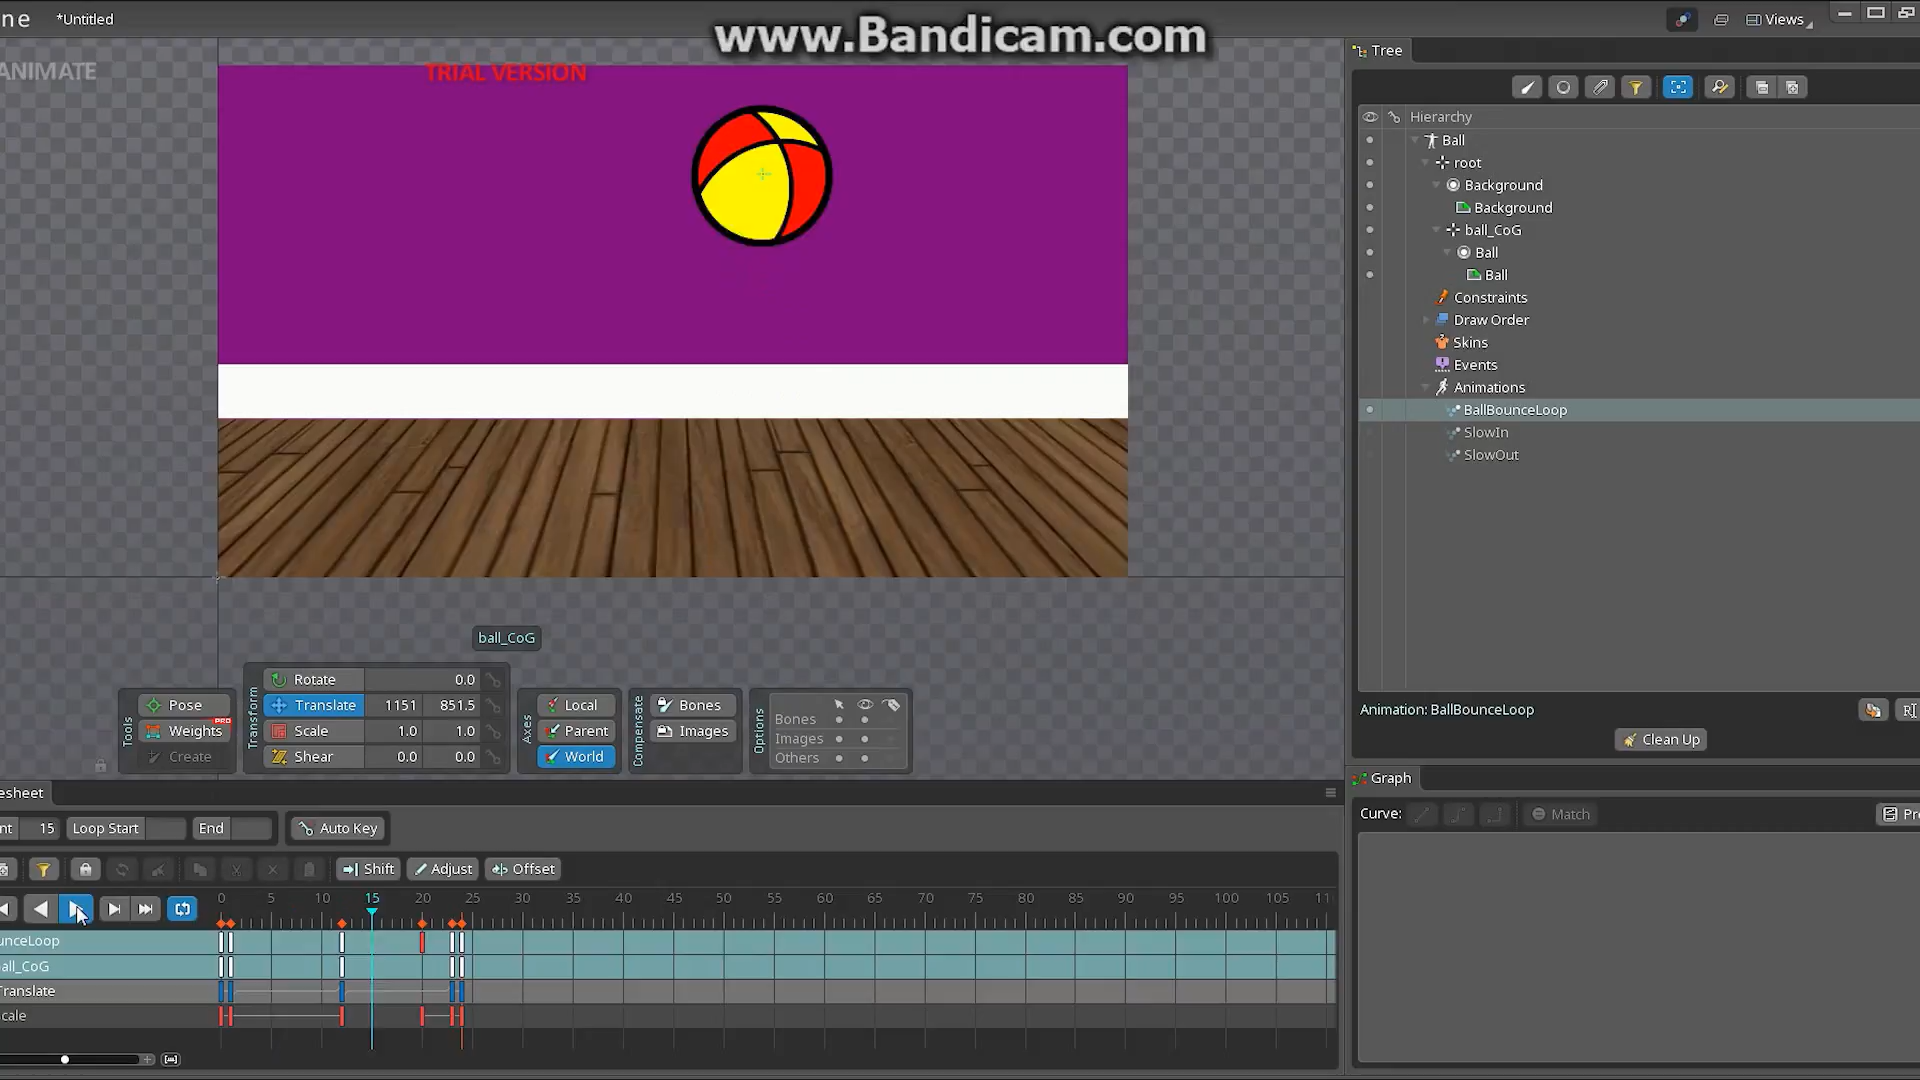 ne *Untitled
www.Bandicam.com
Views
ANIMATE
TRIAL VERSION
Tree
Hierarchy
Ball
root
Background
Background
ball_CoG
Ball
Ball
Constraints
Draw Order
Skins
Events
Animations
BallBounceLoop
SlowIn
SlowOut
ball_CoG
Tools
Pose
Weights PRO
Create
Transform
Rotate 0.0
Translate 1151 851.5
Scale 1.0 1.0
Shear 0.0 0.0
Axes
Local
Parent
World
Compensate
Bones
Images
Options
Bones
Images
Others
Animation: BallBounceLoop
Clean Up
esheet
nt 15 Loop Start End Auto Key
Shift Adjust Offset
0 5 10 15 20 25 30 35 40 45 50 55 60 65 70 75 80 85 90 95 100 105 11
unceLoop
all_CoG
Translate
cale
Graph
Curve: Match Pre